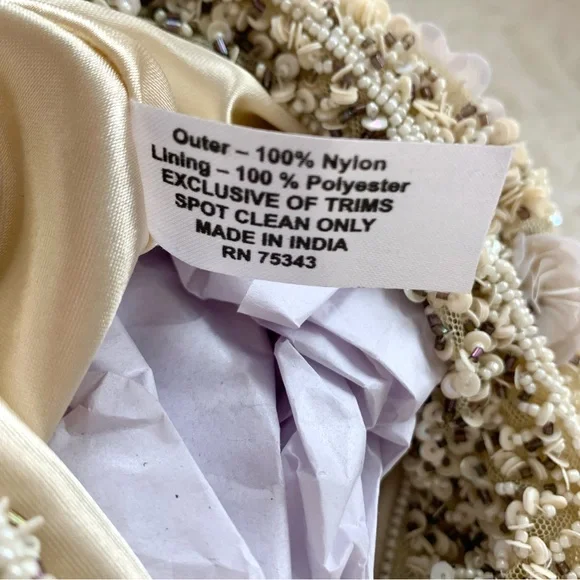 Outer – 100% Nylon
Lining – 100 % Polyester
EXCLUSIVE OF TRIMS
SPOT CLEAN ONLY
MADE IN INDIA
RN 75343